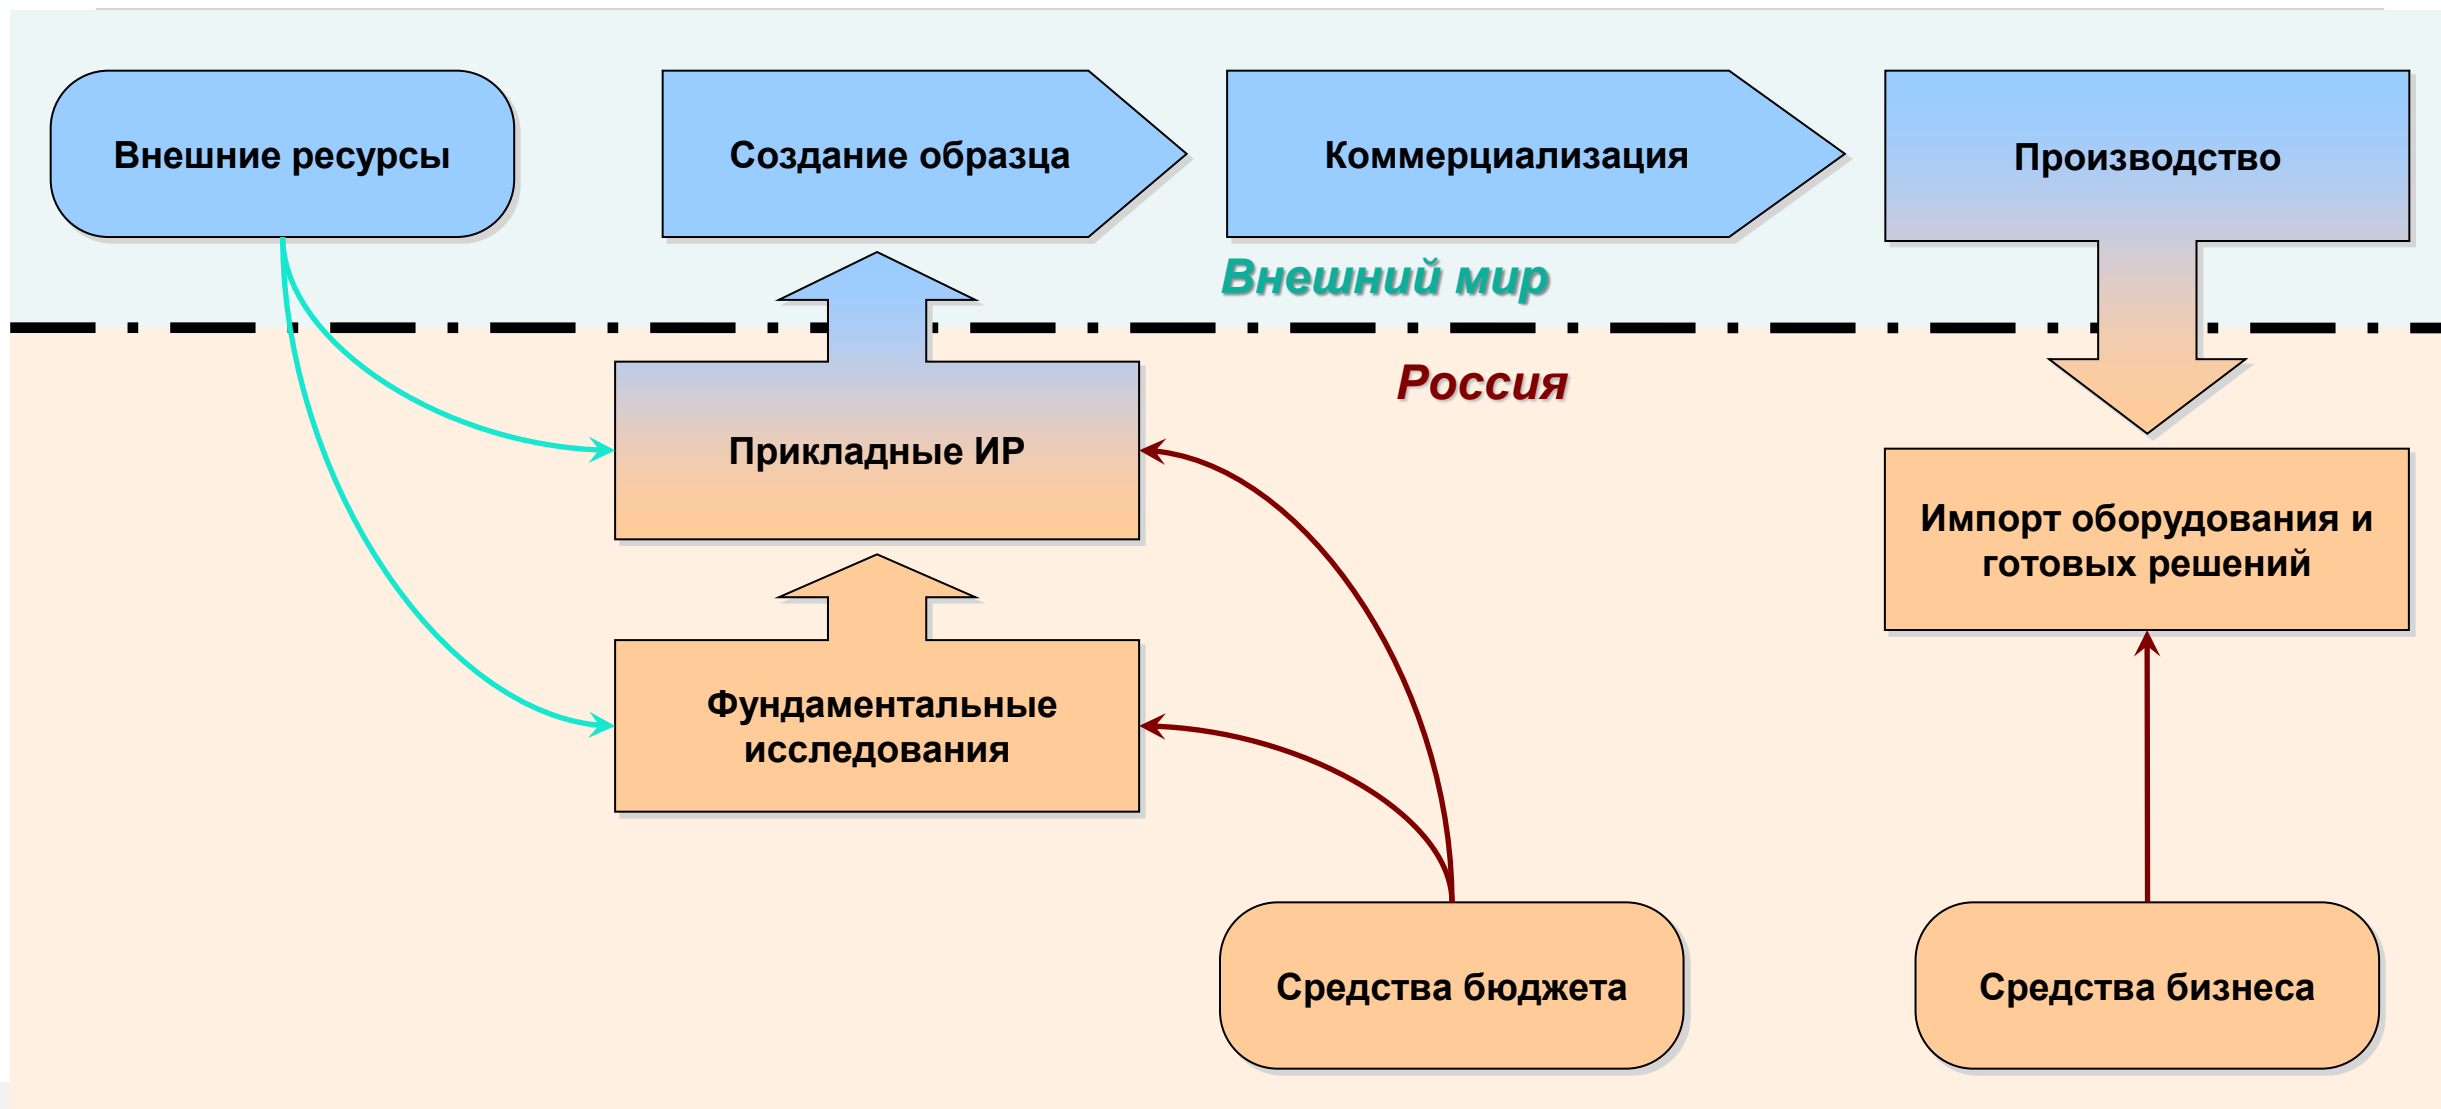 Внешние ресурсы
Создание образца
Коммерциализация
Производство
Внешний мир
Россия
Прикладные ИР
Импорт оборудования и
готовых решений
Фундаментальные
исследования
Средства бюджета
Средства бизнеса